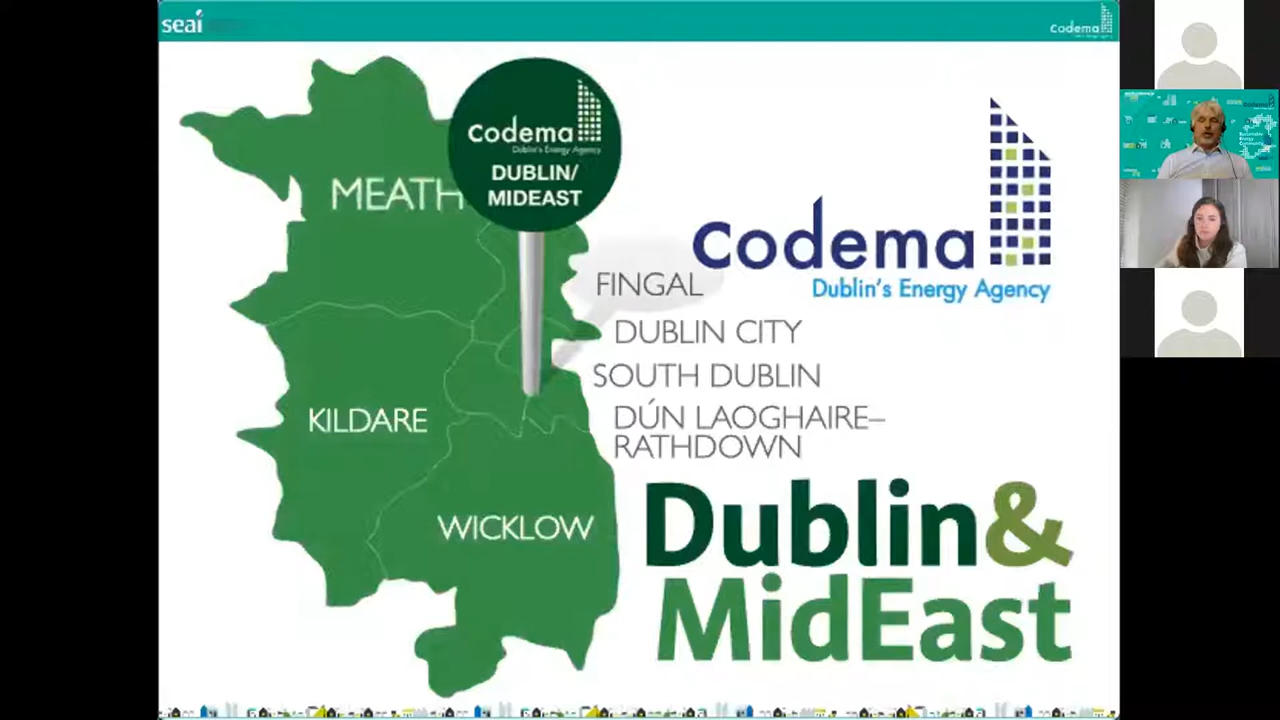 seai
codema
codema
Dublin's Energy Agency
DUBLIN/
MIDEAST
MEATH
codema
Dublin's Energy Agency
FINGAL
DUBLIN CITY
SOUTH DUBLIN
DÚN LAOGHAIRE–
RATHDOWN
KILDARE
WICKLOW
Dublin&
MidEast